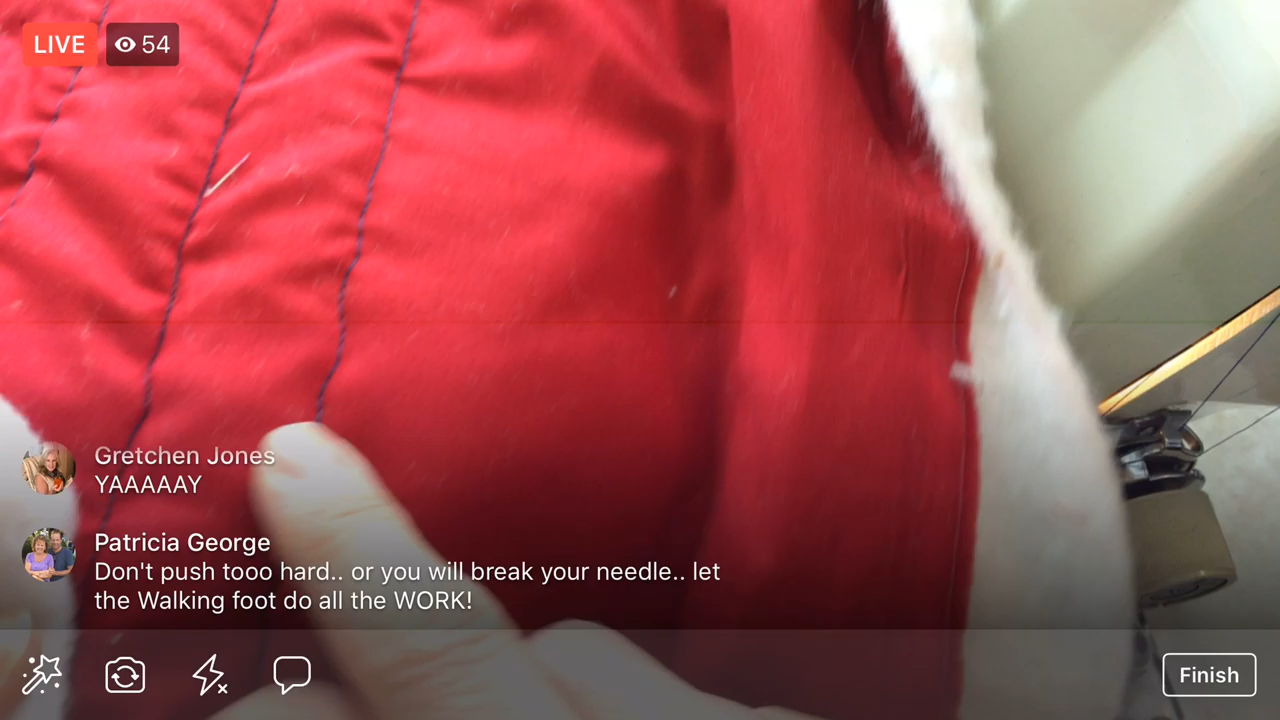 LIVE
54
Gretchen Jones
YAAAAAY
Patricia George
Don't push tooo hard.. or you will break your needle.. let
the Walking foot do all the WORK!
Finish